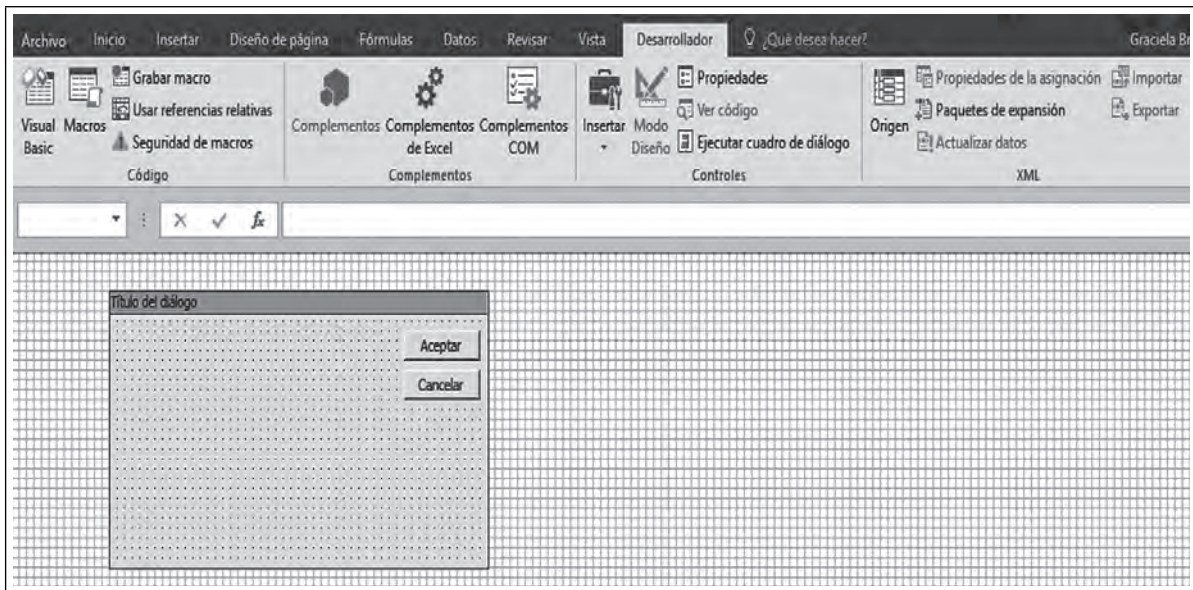 Archivo Inicio Insertar Diseño de página Fórmulas Datos Revisar Vista Desarrollador ¿Qué desea hacer? Graciela Br
Visual Basic
Macros
Grabar macro
Usar referencias relativas
Seguridad de macros
Código
Complementos
Complementos de Excel
Complementos COM
Complementos
Insertar
Modo Diseño
Propiedades
Ver código
Ejecutar cuadro de diálogo
Controles
Origen
Propiedades de la asignación
Paquetes de expansión
Actualizar datos
Importar
Exportar
XML
fx
Título del diálogo
Aceptar
Cancelar